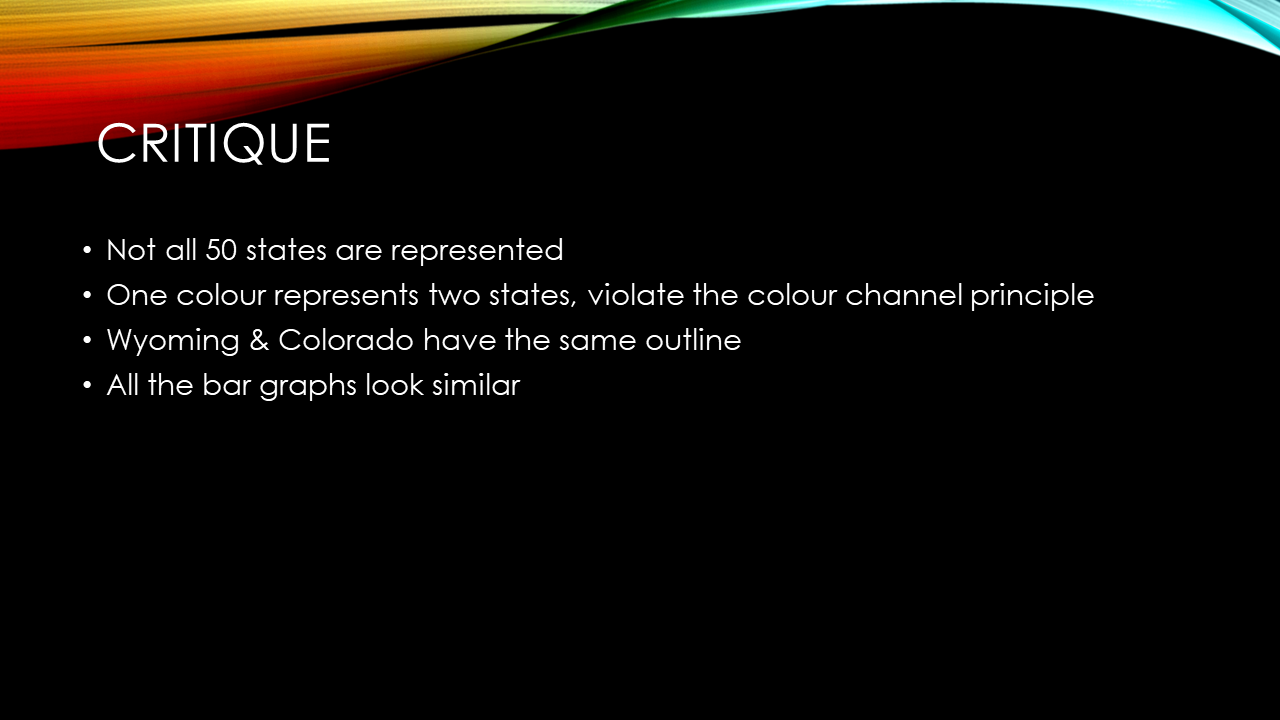 CRITIQUE
• Not all 50 states are represented
• One colour represents two states, violate the colour channel principle
• Wyoming & Colorado have the same outline
• All the bar graphs look similar